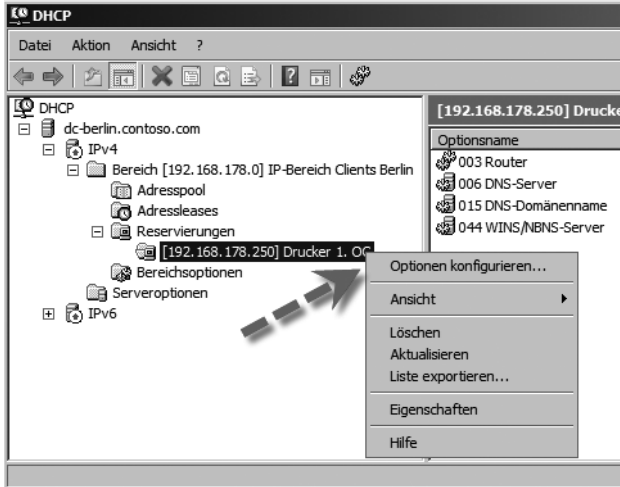 DHCP
Datei Aktion Ansicht ?
DHCP
dc-berlin.contoso.com
IPv4
Bereich [192.168.178.0] IP-Bereich Clients Berlin
Adresspool
Adressleases
Reservierungen
[192.168.178.250] Drucker 1. OG
Bereichsoptionen
Serveroptionen
IPv6
[192.168.178.250] Drucke
Optionsname
003 Router
006 DNS-Server
015 DNS-Domänenname
044 WINS/NBNS-Server
Optionen konfigurieren...
Ansicht
Löschen
Aktualisieren
Liste exportieren...
Eigenschaften
Hilfe